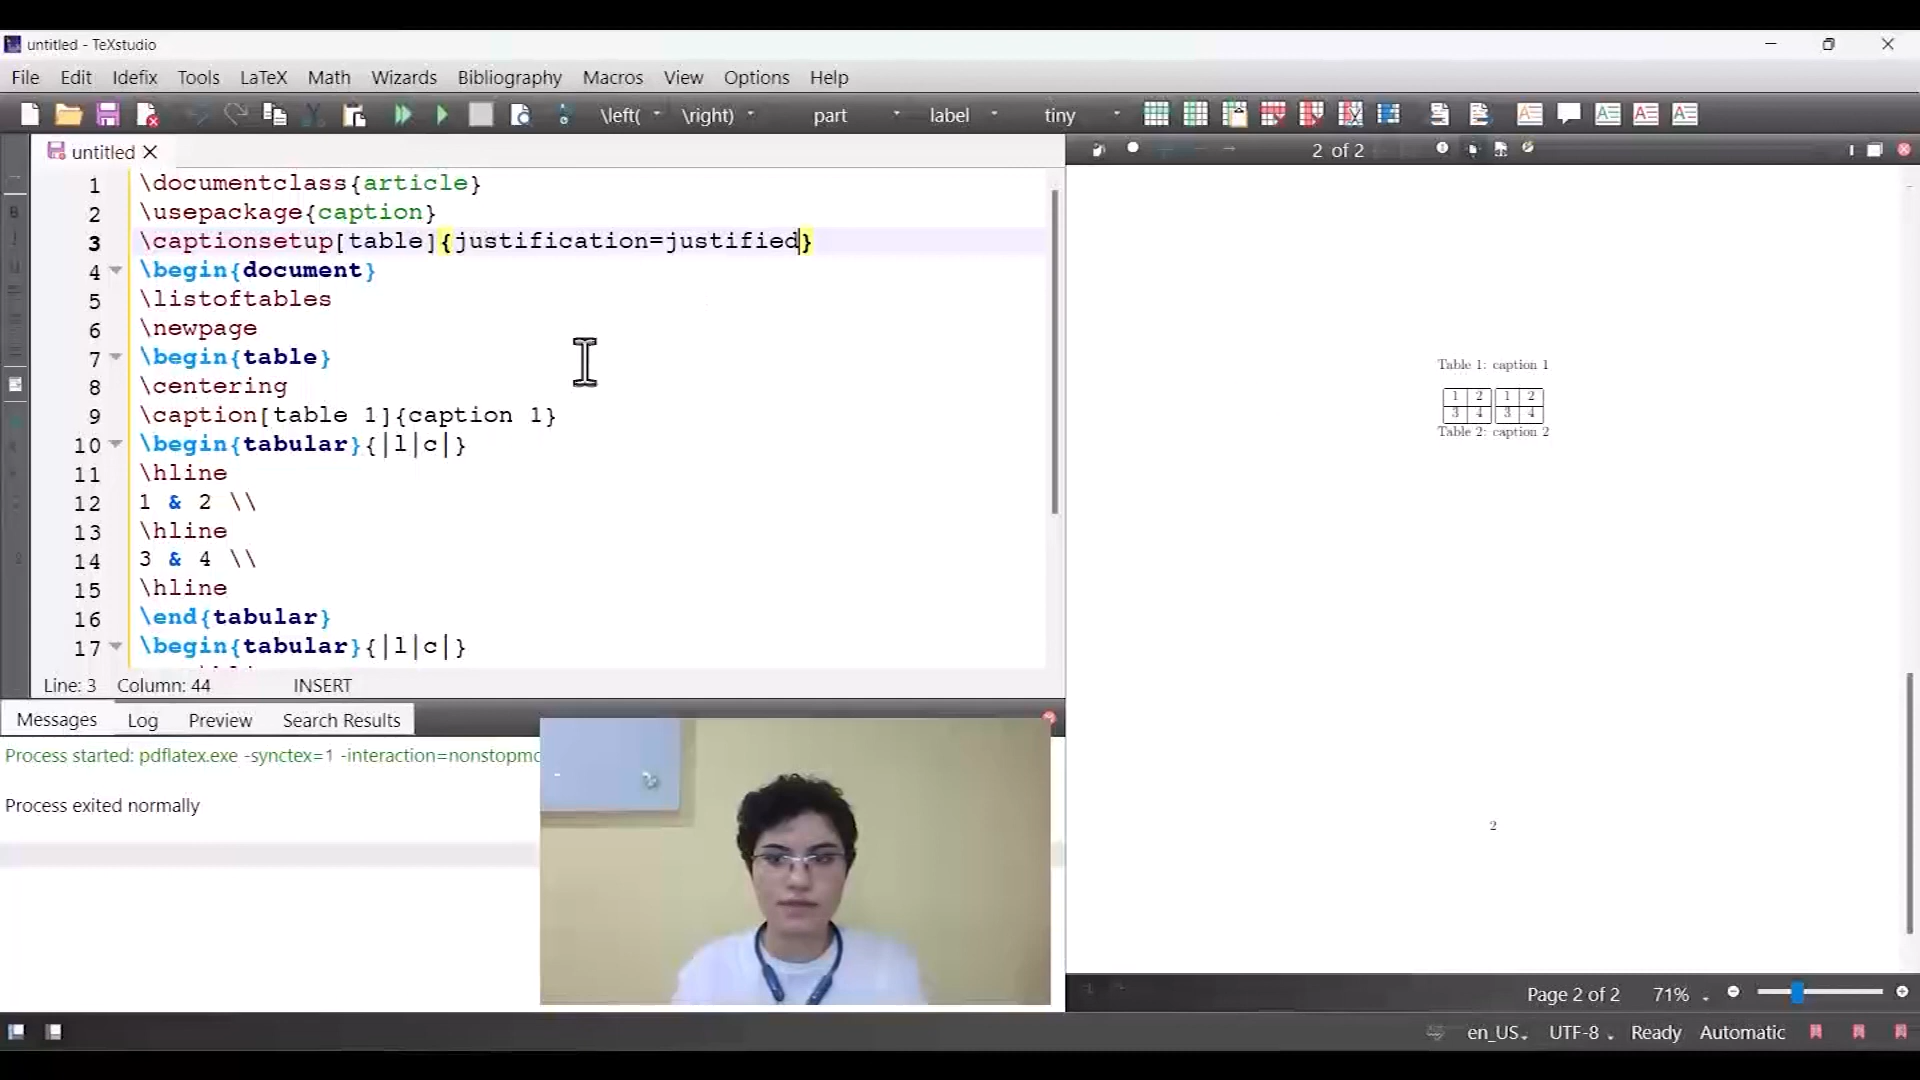 untitled - TeXstudio
File Edit Idefix Tools LaTeX Math Wizards Bibliography Macros View Options Help
\left( \right) part label tiny
untitled
2 of 2
1 \documentclass{article}
2 \usepackage{caption}
3 \captionsetup[table]{justification=justified}
4 \begin{document}
5 \listoftables
6 \newpage
7 \begin{table}
8 \centering
9 \caption[table 1]{caption 1}
10 \begin{tabular}{|l|c|}
11 \hline
12 1 & 2 \\
13 \hline
14 3 & 4 \\
15 \hline
16 \end{tabular}
17 \begin{tabular}{|l|c|}
Line: 3 Column: 44 INSERT
Messages Log Preview Search Results
Process started: pdflatex.exe -synctex=1 -interaction=nonstopmo
Process exited normally
Table 1: caption 1
1 2 1 2
3 4 3 4
Table 2: caption 2
2
Page 2 of 2 71%
en_US UTF-8 Ready Automatic